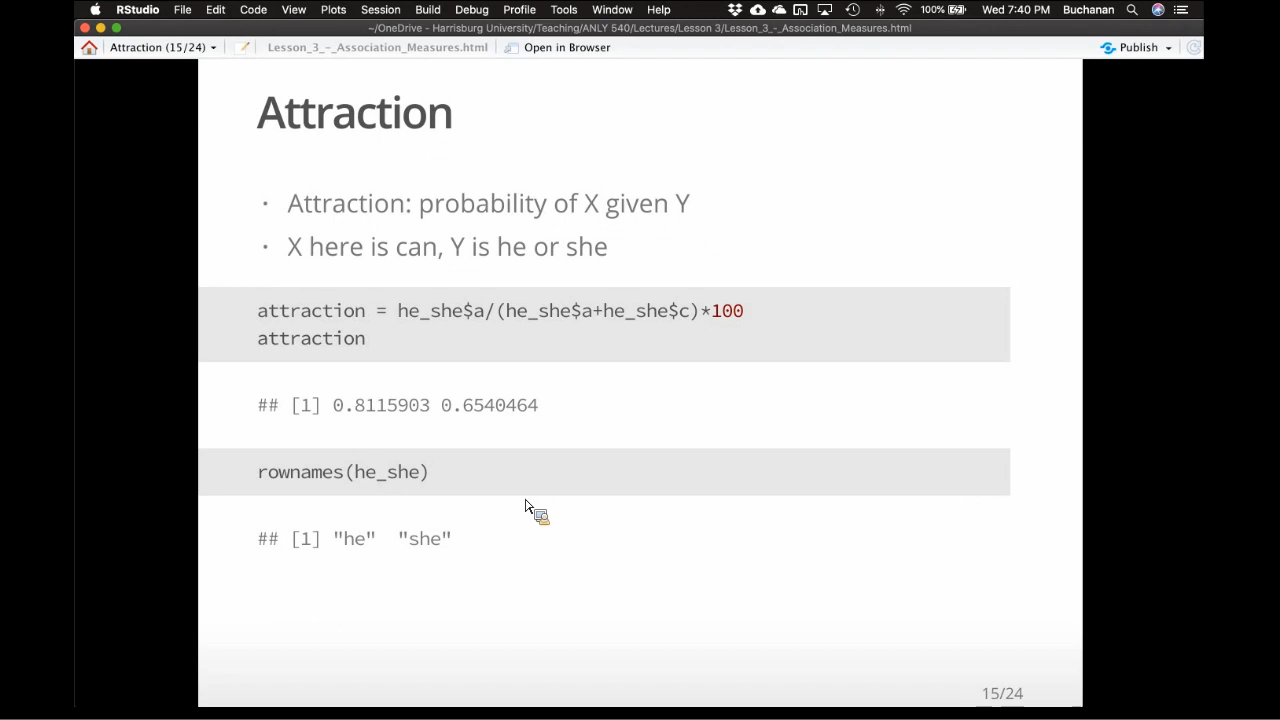 RStudio File Edit Code View Plots Session Build Debug Profile Tools Window Help 100% Wed 7:40 PM Buchanan
~/OneDrive - Harrisburg University/Teaching/ANLY 540/Lectures/Lesson 3/Lesson_3_-_Association_Measures.html
Attraction (15/24) Lesson_3_-_Association_Measures.html Open in Browser Publish
Attraction
· Attraction: probability of X given Y
· X here is can, Y is he or she
attraction = he_she$a/(he_she$a+he_she$c)*100
attraction
## [1] 0.8115903 0.6540464
rownames(he_she)
## [1] "he"  "she"
15/24